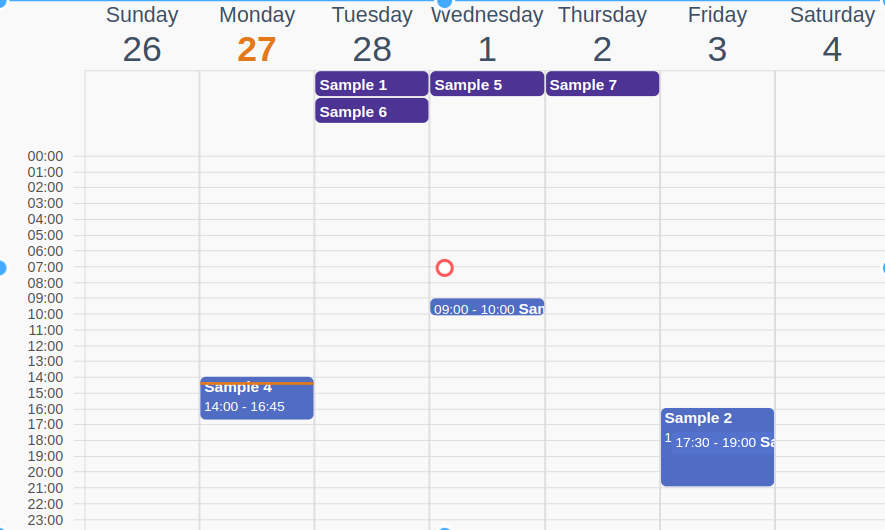 Sunday Monday Tuesday Wednesday Thursday Friday Saturday
26 27 28 1 2 3 4
Sample 1 Sample 5 Sample 7
Sample 6
00:00
01:00
02:00
03:00
04:00
05:00
06:00
07:00
08:00
09:00
09:00 - 10:00 Sam
10:00
11:00
12:00
13:00
14:00
Sample 4
15:00
14:00 - 16:45
16:00
Sample 2
17:00
1 17:30 - 19:00 Sa
18:00
19:00
20:00
21:00
22:00
23:00